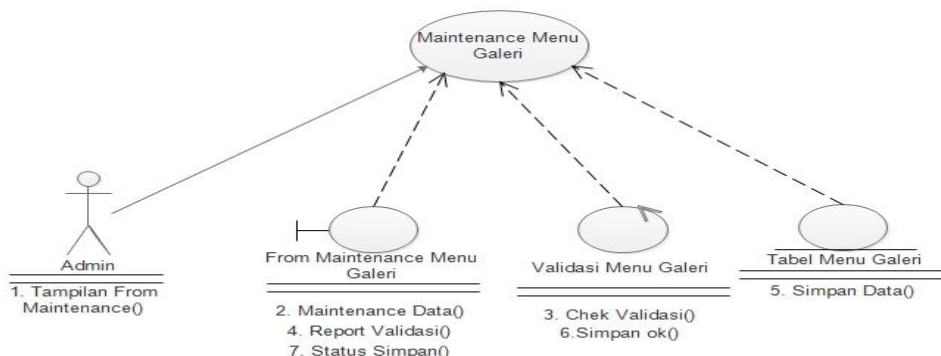 Maintenance Menu
Galeri
Admin
1. Tampilan From
Maintenance()
From Maintenance Menu
Galeri
2. Maintenance Data()
4. Report Validasi()
7. Status Simpan()
Validasi Menu Galeri
3. Chek Validasi()
6.Simpan ok()
Tabel Menu Galeri
5. Simpan Data()